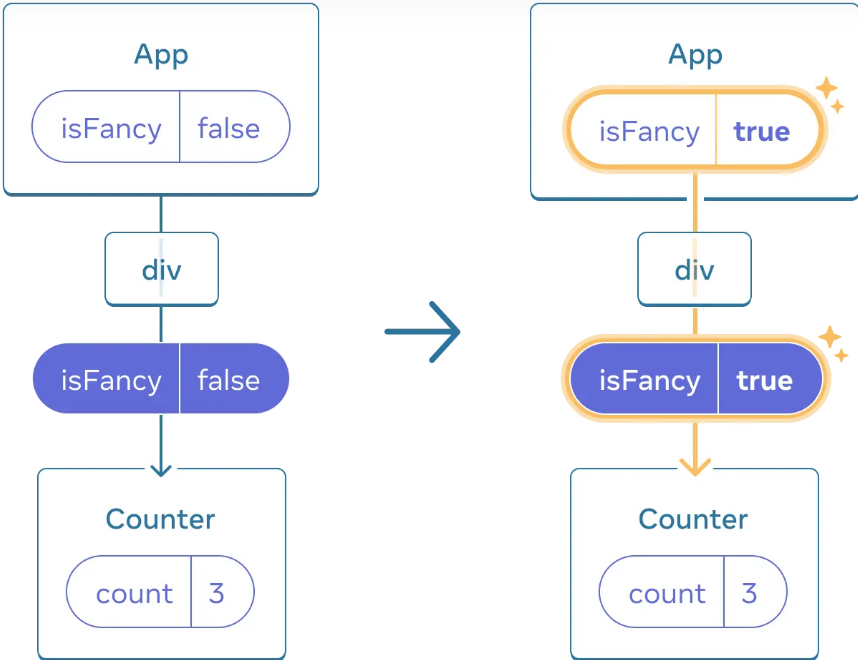 App
isFancy false
div
isFancy false
Counter
count 3
App
isFancy true
div
isFancy true
Counter
count 3